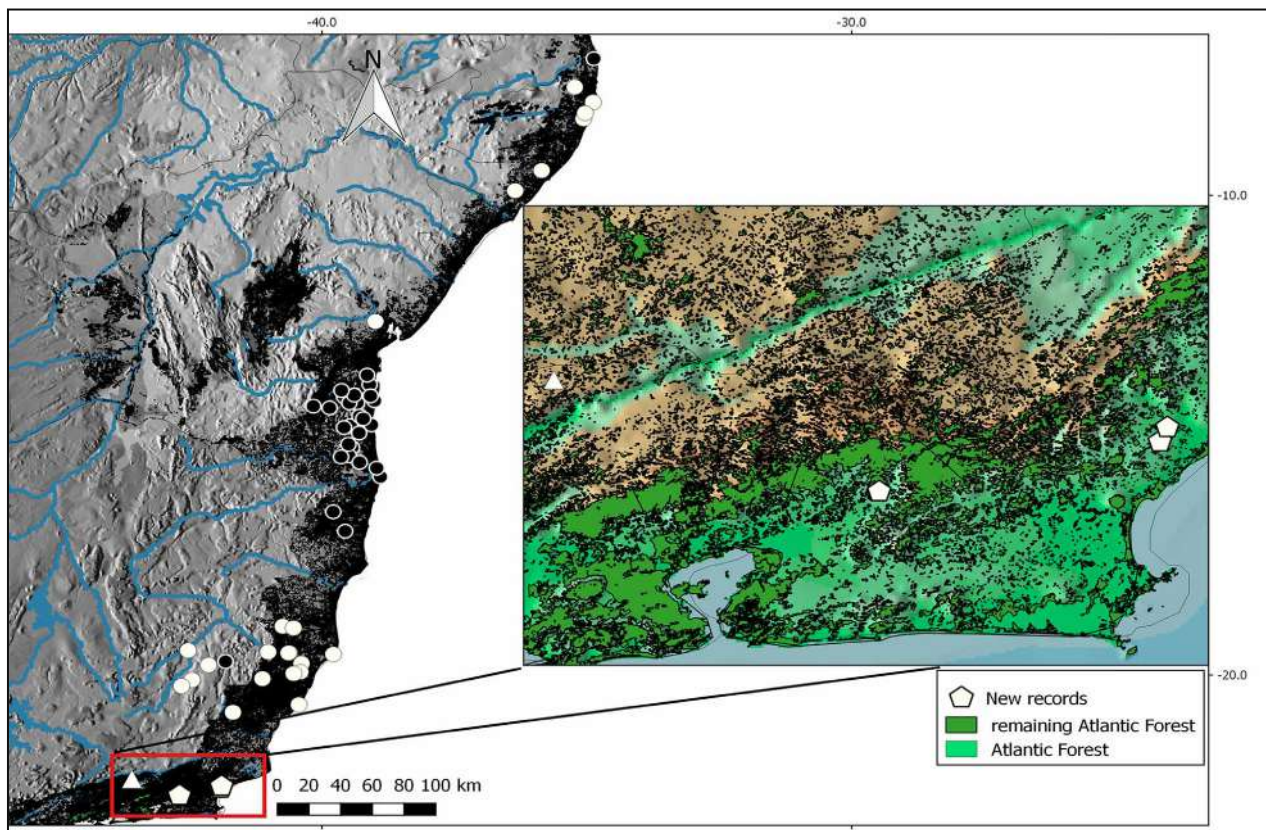 -40.0
-30.0
N
-10.0
-20.0
New records
remaining Atlantic Forest
Atlantic Forest
0 20 40 60 80 100 km